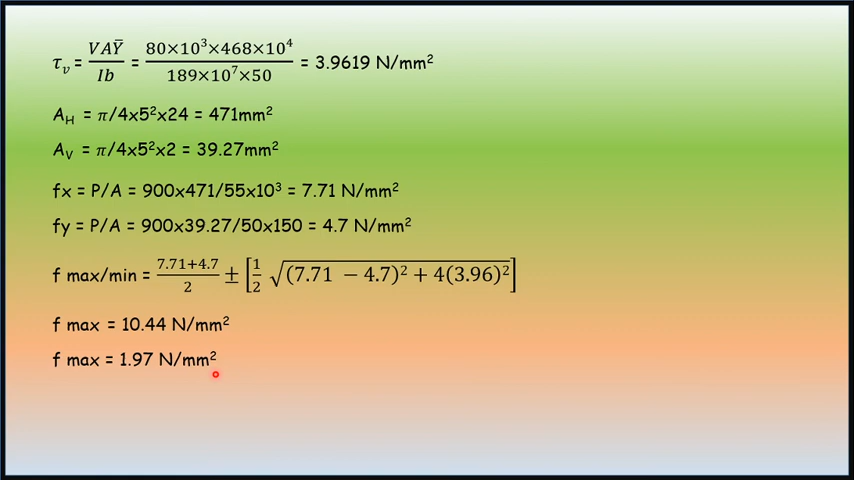 𝜏ᵥ = VAȲ/Ib = 80×10³×468×10⁴/189×10⁷×50 = 3.9619 N/mm²
A_H = 𝜋/4x5²x24 = 471mm²
A_V = 𝜋/4x5²x2 = 39.27mm²
fx = P/A = 900x471/55x10³ = 7.71 N/mm²
fy = P/A = 900x39.27/50x150 = 4.7 N/mm²
f max/min = 7.71+4.7/2 ± [1/2 √(7.71 − 4.7)² + 4(3.96)²]
f max = 10.44 N/mm²
f max = 1.97 N/mm²